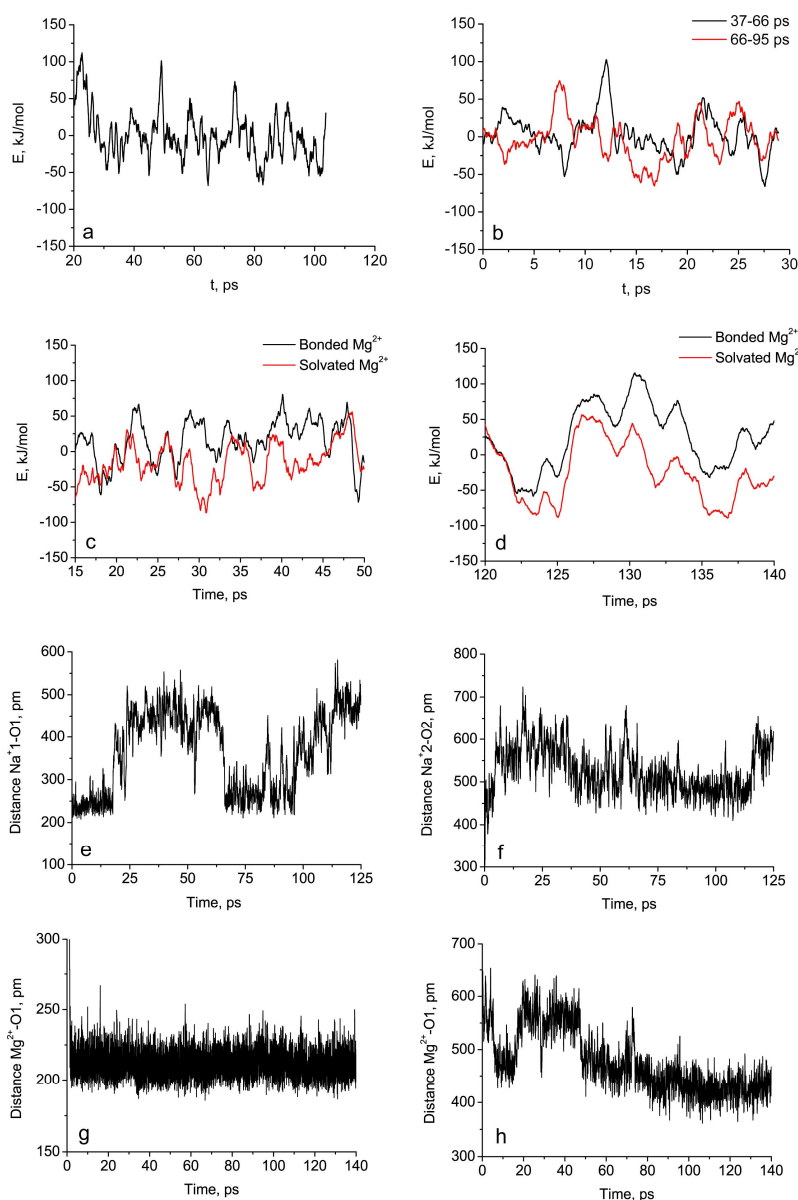 150
100
50
0
-50
-100
-150
20 40 60 80 100 120
E, kJ/mol
t, ps
a
37-66 ps
66-95 ps
150
100
50
0
-50
-100
-150
0 5 10 15 20 25 30
E, kJ/mol
t, ps
b
Bonded Mg²⁺
Solvated Mg²⁺
150
100
50
0
-50
-100
-150
15 20 25 30 35 40 45 50
E, kJ/mol
Time, ps
c
Bonded Mg²⁺
Solvated Mg²
150
100
50
0
-50
-100
-150
120 125 130 135 140
E, kJ/mol
Time, ps
d
600
500
400
300
200
100
0 25 50 75 100 125
Distance Na⁺1-O1, pm
Time, ps
e
800
700
600
500
400
300
0 25 50 75 100 125
Distance Na⁺2-O2, pm
Time, ps
f
300
250
200
150
0 20 40 60 80 100 120 140
Distance Mg²⁺-O1, pm
Time, ps
g
700
600
500
400
300
0 20 40 60 80 100 120 140
Distance Mg²⁺-O1, pm
Time, ps
h